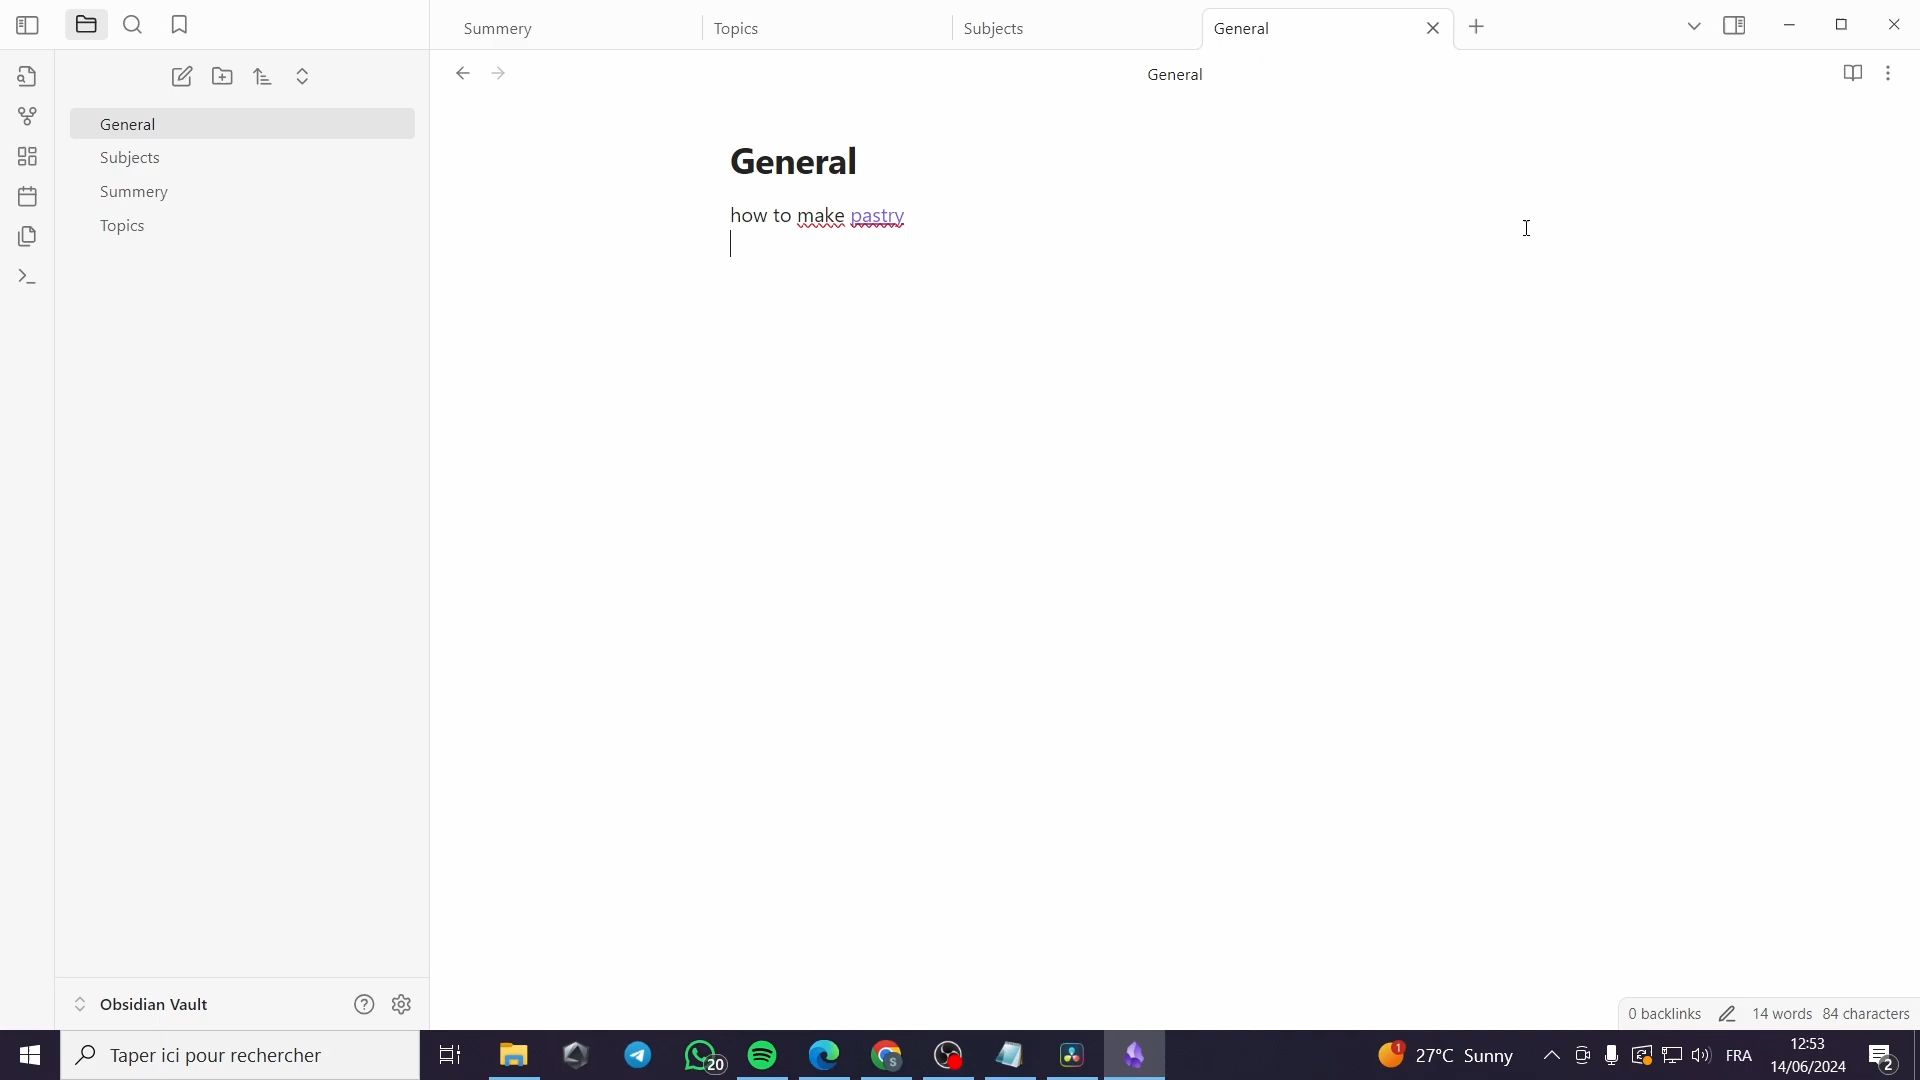 Summery
Topics
Subjects
General
General
General
Subjects
Summery
Topics
General
how to make pastry
Obsidian Vault
0 backlinks
14 words
84 characters
Taper ici pour rechercher
20
1
27°C Sunny
FRA
12:53
14/06/2024
2